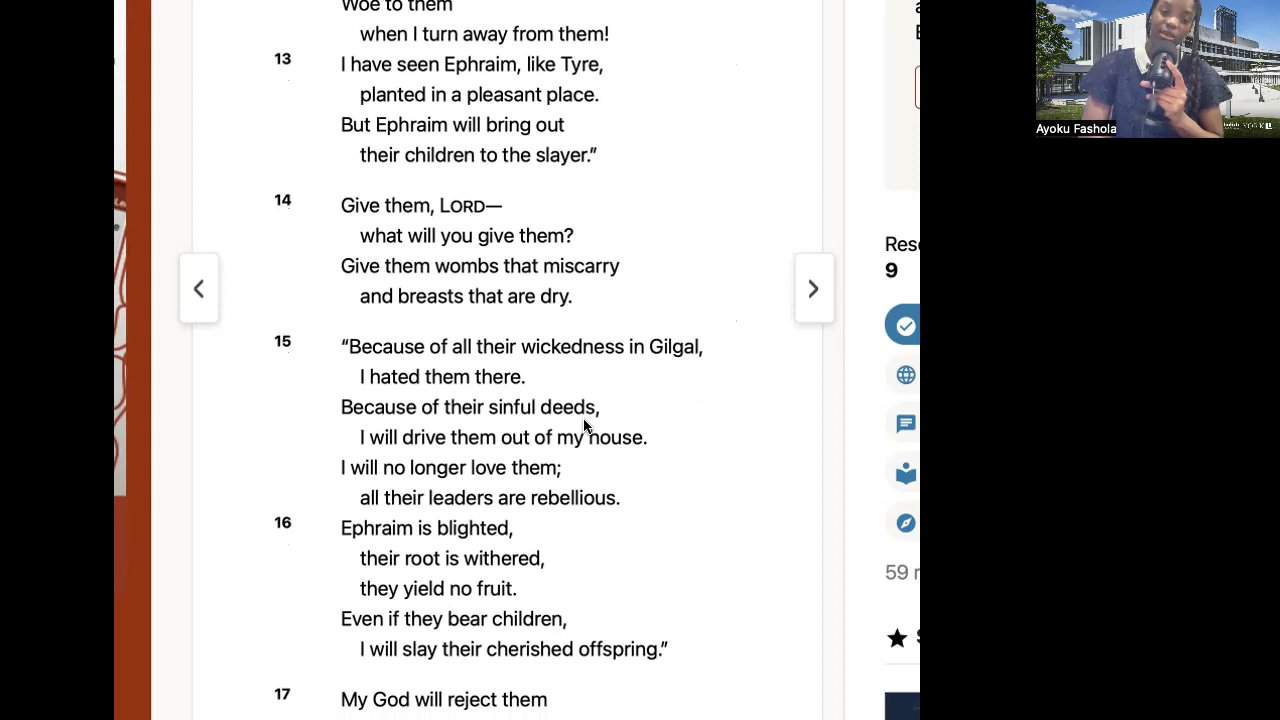 Woe to them
when I turn away from them!
13 I have seen Ephraim, like Tyre,
planted in a pleasant place.
But Ephraim will bring out
their children to the slayer.”
14 Give them, LORD—
what will you give them?
Give them wombs that miscarry
and breasts that are dry.
15 “Because of all their wickedness in Gilgal,
I hated them there.
Because of their sinful deeds,
I will drive them out of my house.
I will no longer love them;
all their leaders are rebellious.
16 Ephraim is blighted,
their root is withered,
they yield no fruit.
Even if they bear children,
I will slay their cherished offspring.”
17 My God will reject them
9
59
Ayoku Fashola